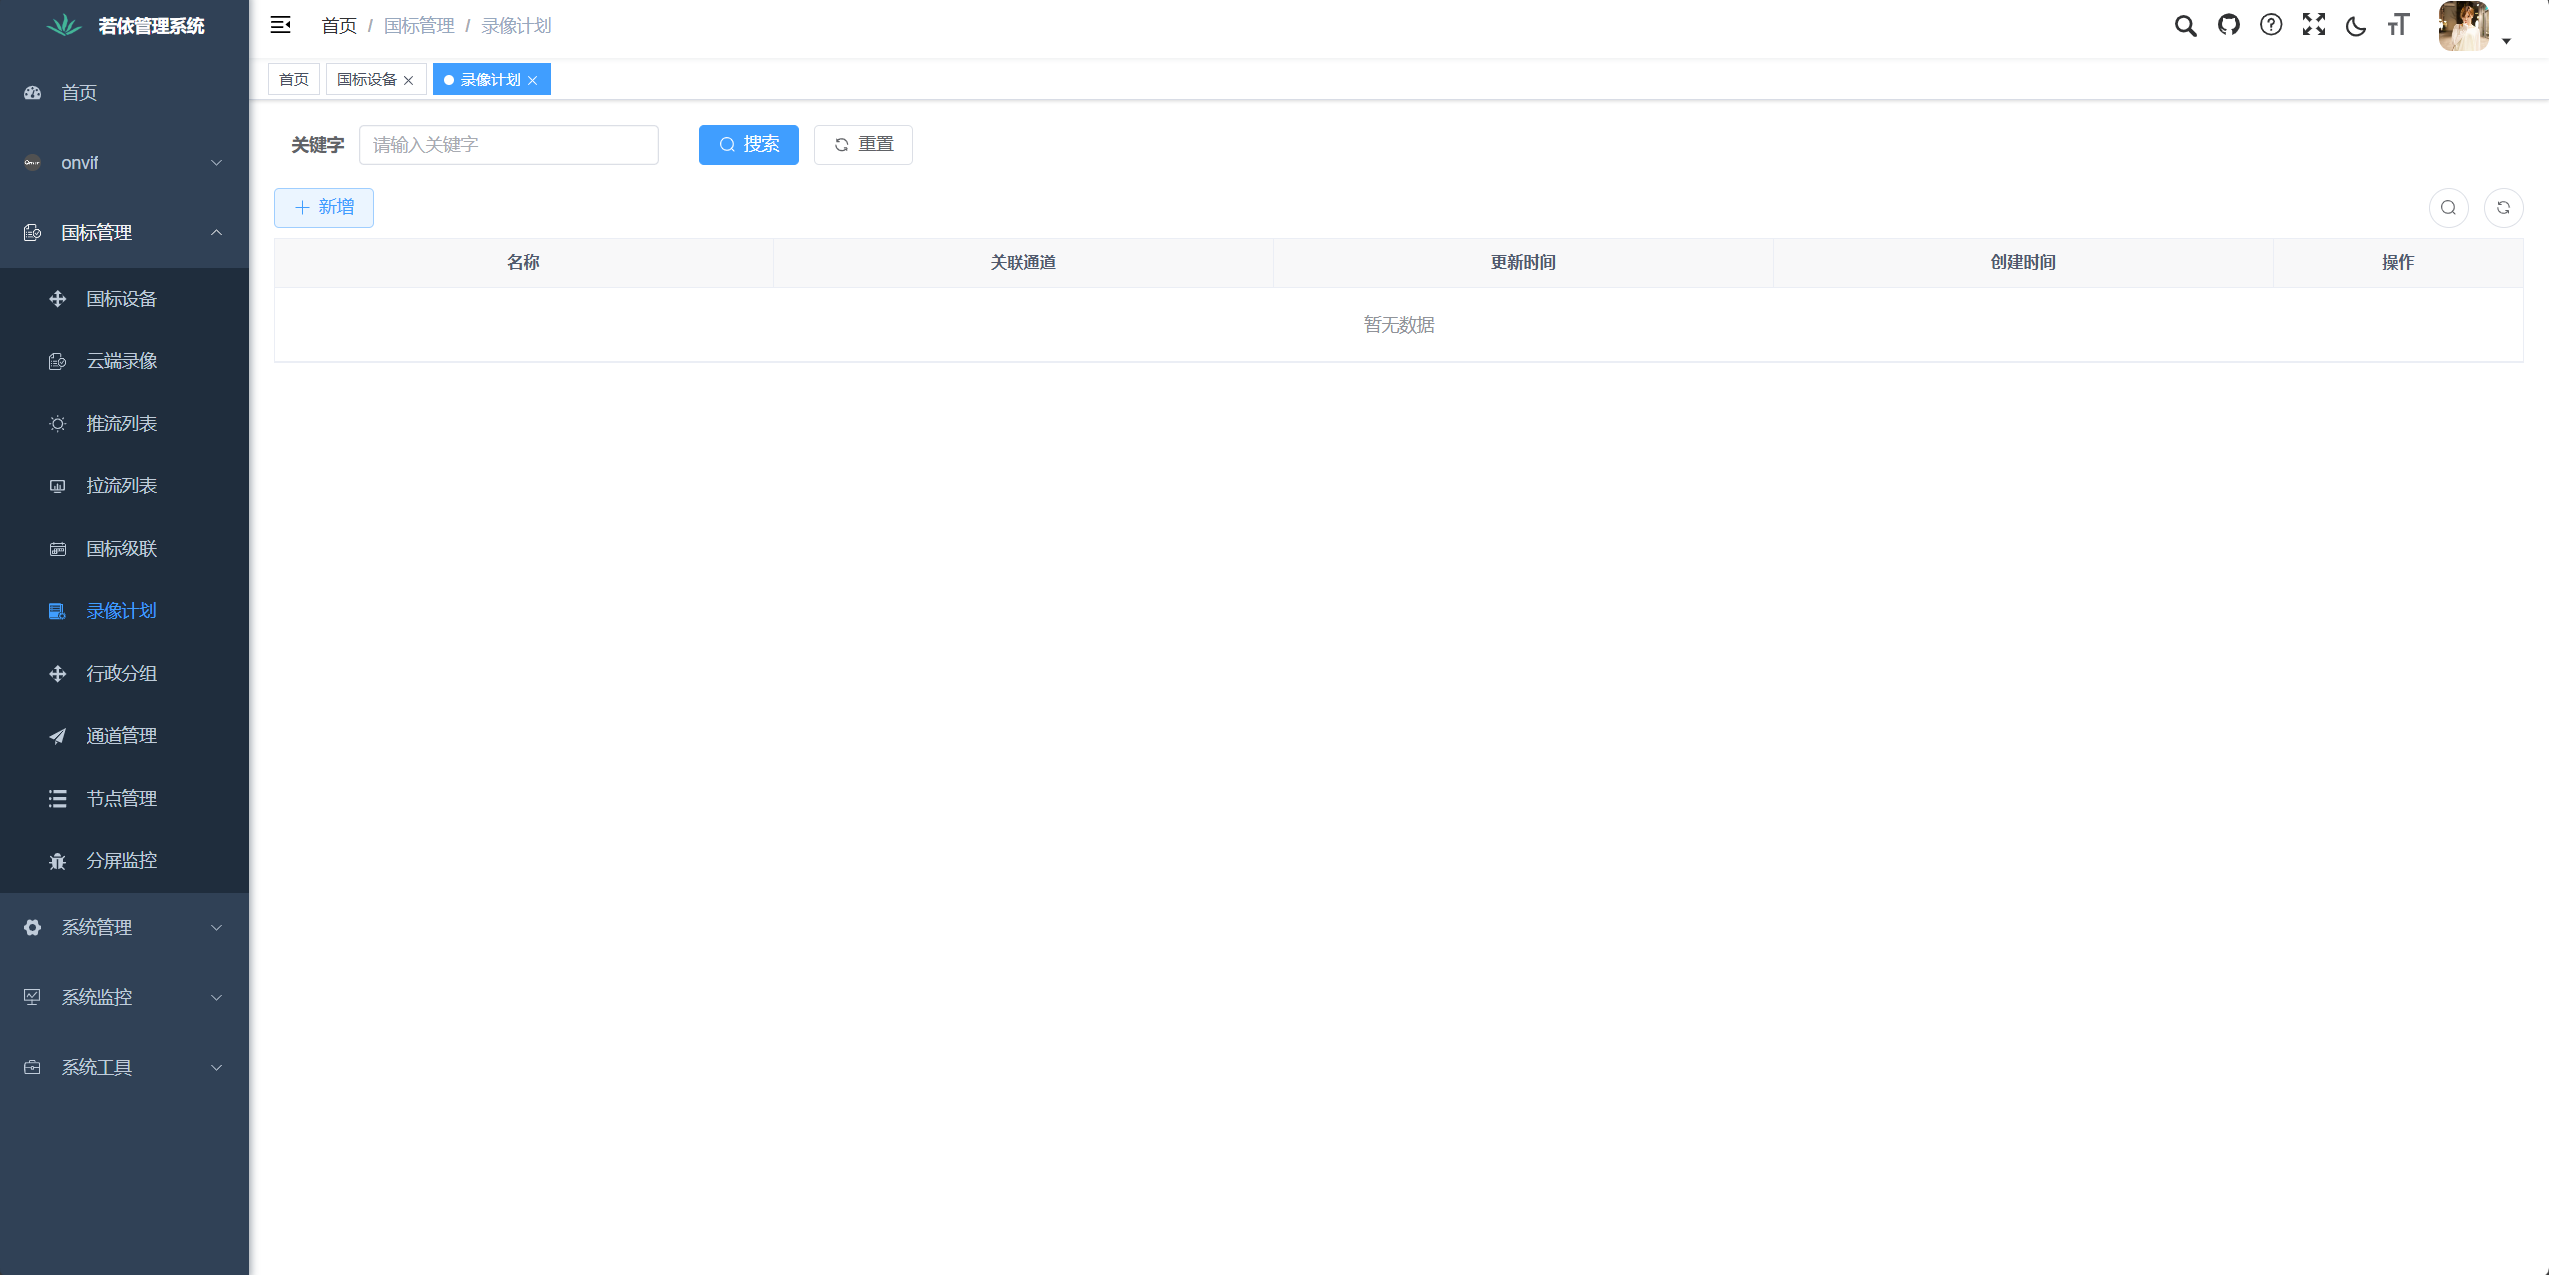 若依管理系统
首页
onvif
国标管理
国标设备
云端录像
推流列表
拉流列表
国标级联
录像计划
行政分组
通道管理
节点管理
分屏监控
系统管理
系统监控
系统工具
首页 / 国标管理 / 录像计划
首页 国标设备 录像计划
关键字 请输入关键字 搜索 重置
新增
名称 关联通道 更新时间 创建时间 操作
暂无数据